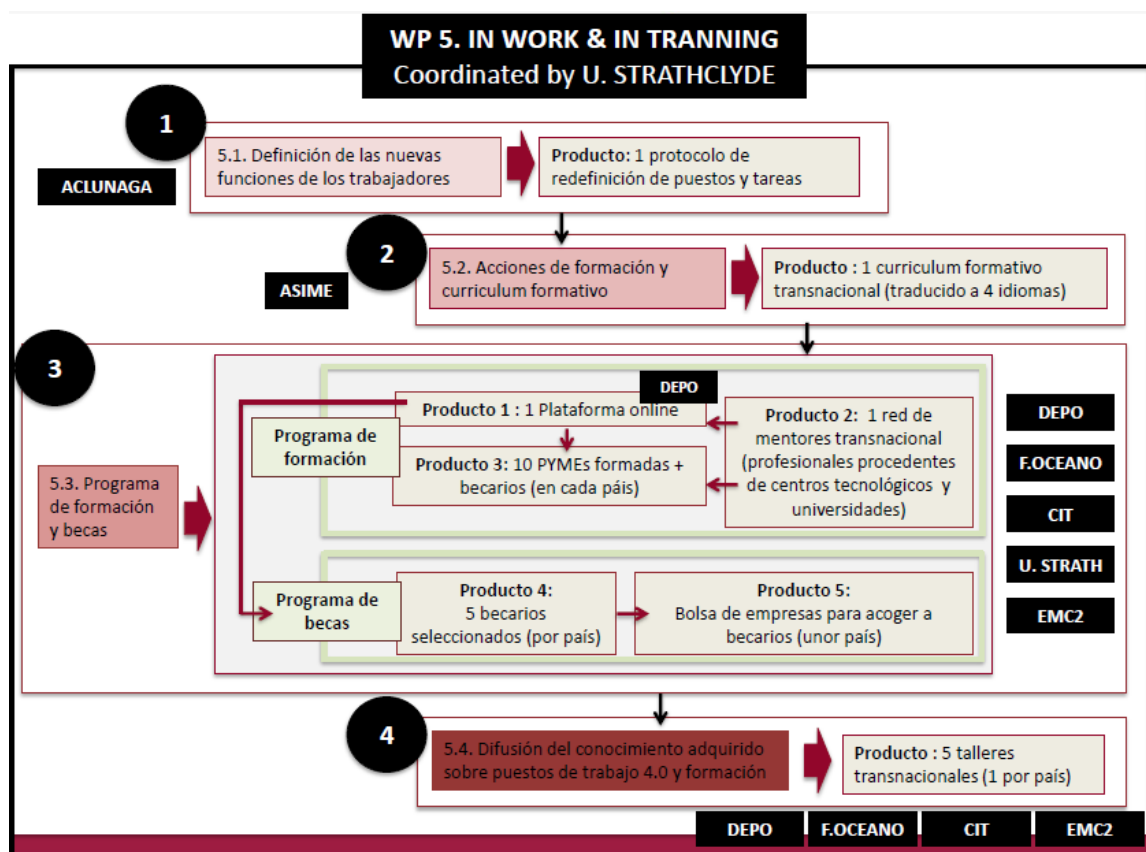 WP 5. IN WORK & IN TRANNING
Coordinated by U. STRATHCLYDE
1
5.1. Definición de las nuevas
funciones de los trabajadores
Producto: 1 protocolo de
redefinición de puestos y tareas
ACLUNAGA
2
5.2. Acciones de formación y
curriculum formativo
Producto : 1 curriculum formativo
transnacional (traducido a 4 idiomas)
ASIME
3
5.3. Programa
de formación
y becas
Programa de
formación
DEPO
Producto 1 : 1 Plataforma online
Producto 3: 10 PYMEs formadas +
becarios (en cada páis)
Producto 2: 1 red de
mentores transnacional
(profesionales procedentes
de centros tecnológicos y
universidades)
Programa de
becas
Producto 4:
5 becarios
seleccionados (por país)
Producto 5:
Bolsa de empresas para acoger a
becarios (unor país)
DEPO
F.OCEANO
CIT
U. STRATH
EMC2
4
5.4. Difusión del conocimiento adquirido
sobre puestos de trabajo 4.0 y formación
Producto : 5 talleres
transnacionales (1 por país)
DEPO
F.OCEANO
CIT
EMC2